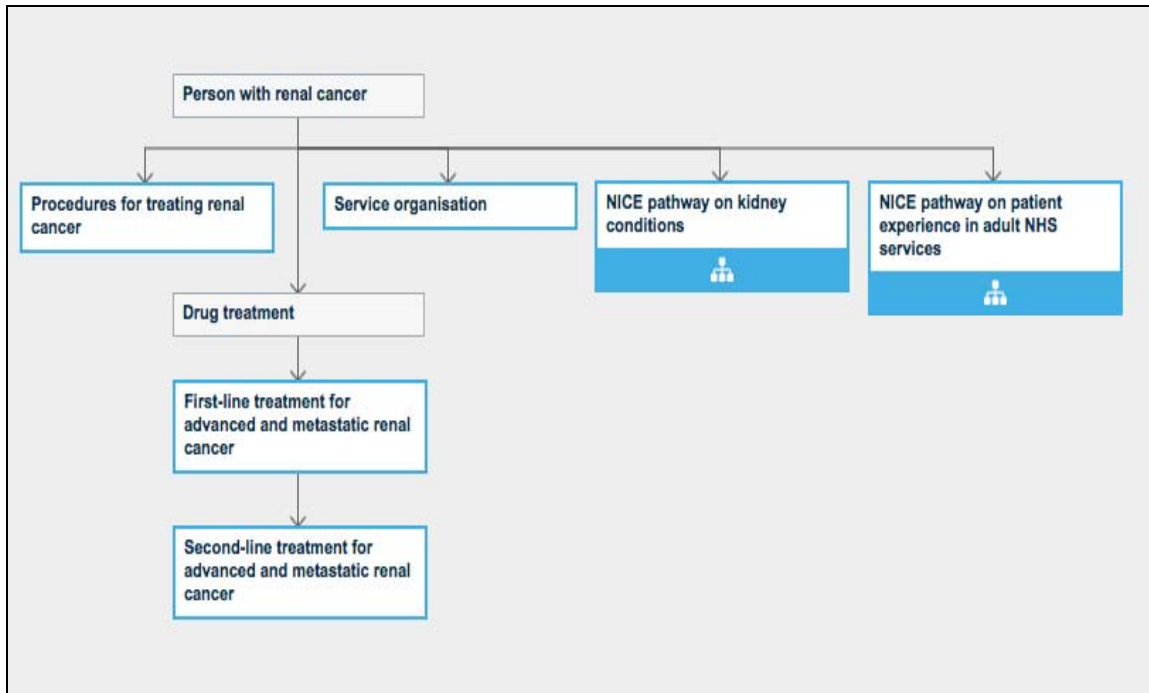 Person with renal cancer
Procedures for treating renal
cancer
Service organisation
NICE pathway on kidney
conditions
NICE pathway on patient
experience in adult NHS
services
Drug treatment
First-line treatment for
advanced and metastatic renal
cancer
Second-line treatment for
advanced and metastatic renal
cancer